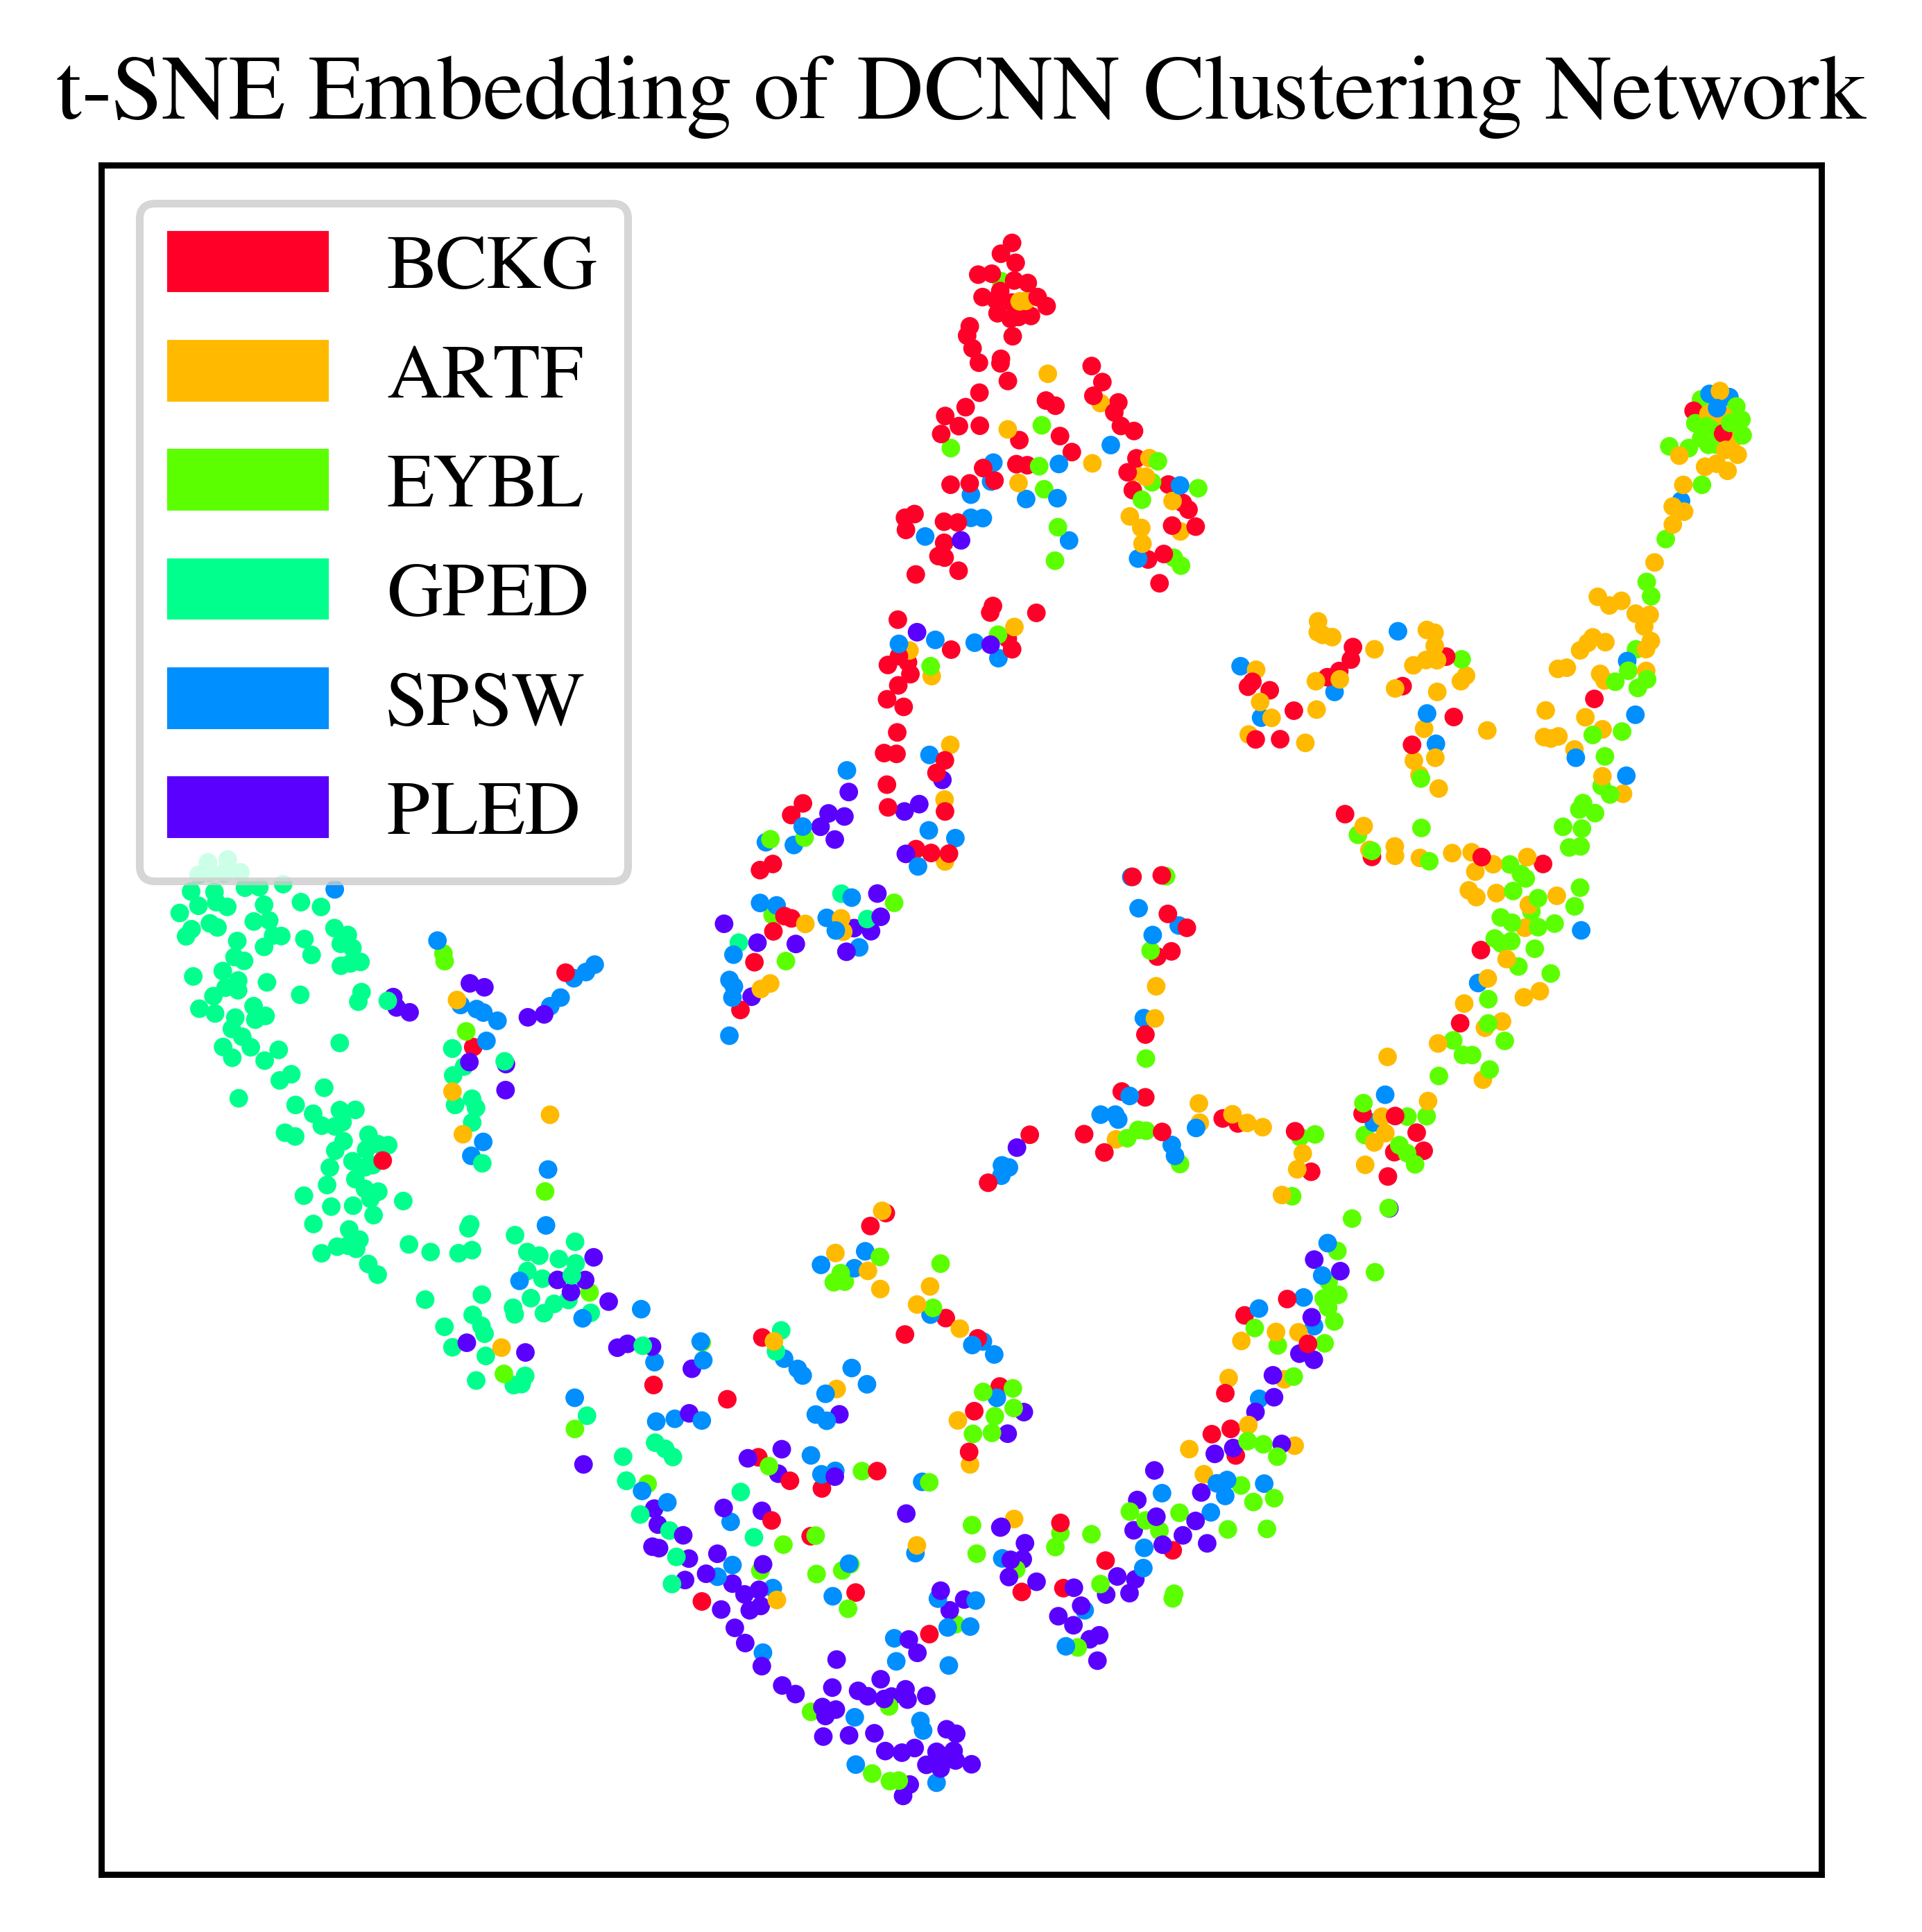 t-SNE Embedding of DCNN Clustering Network
BCKG
ARTF
EYBL
GPED
SPSW
PLED